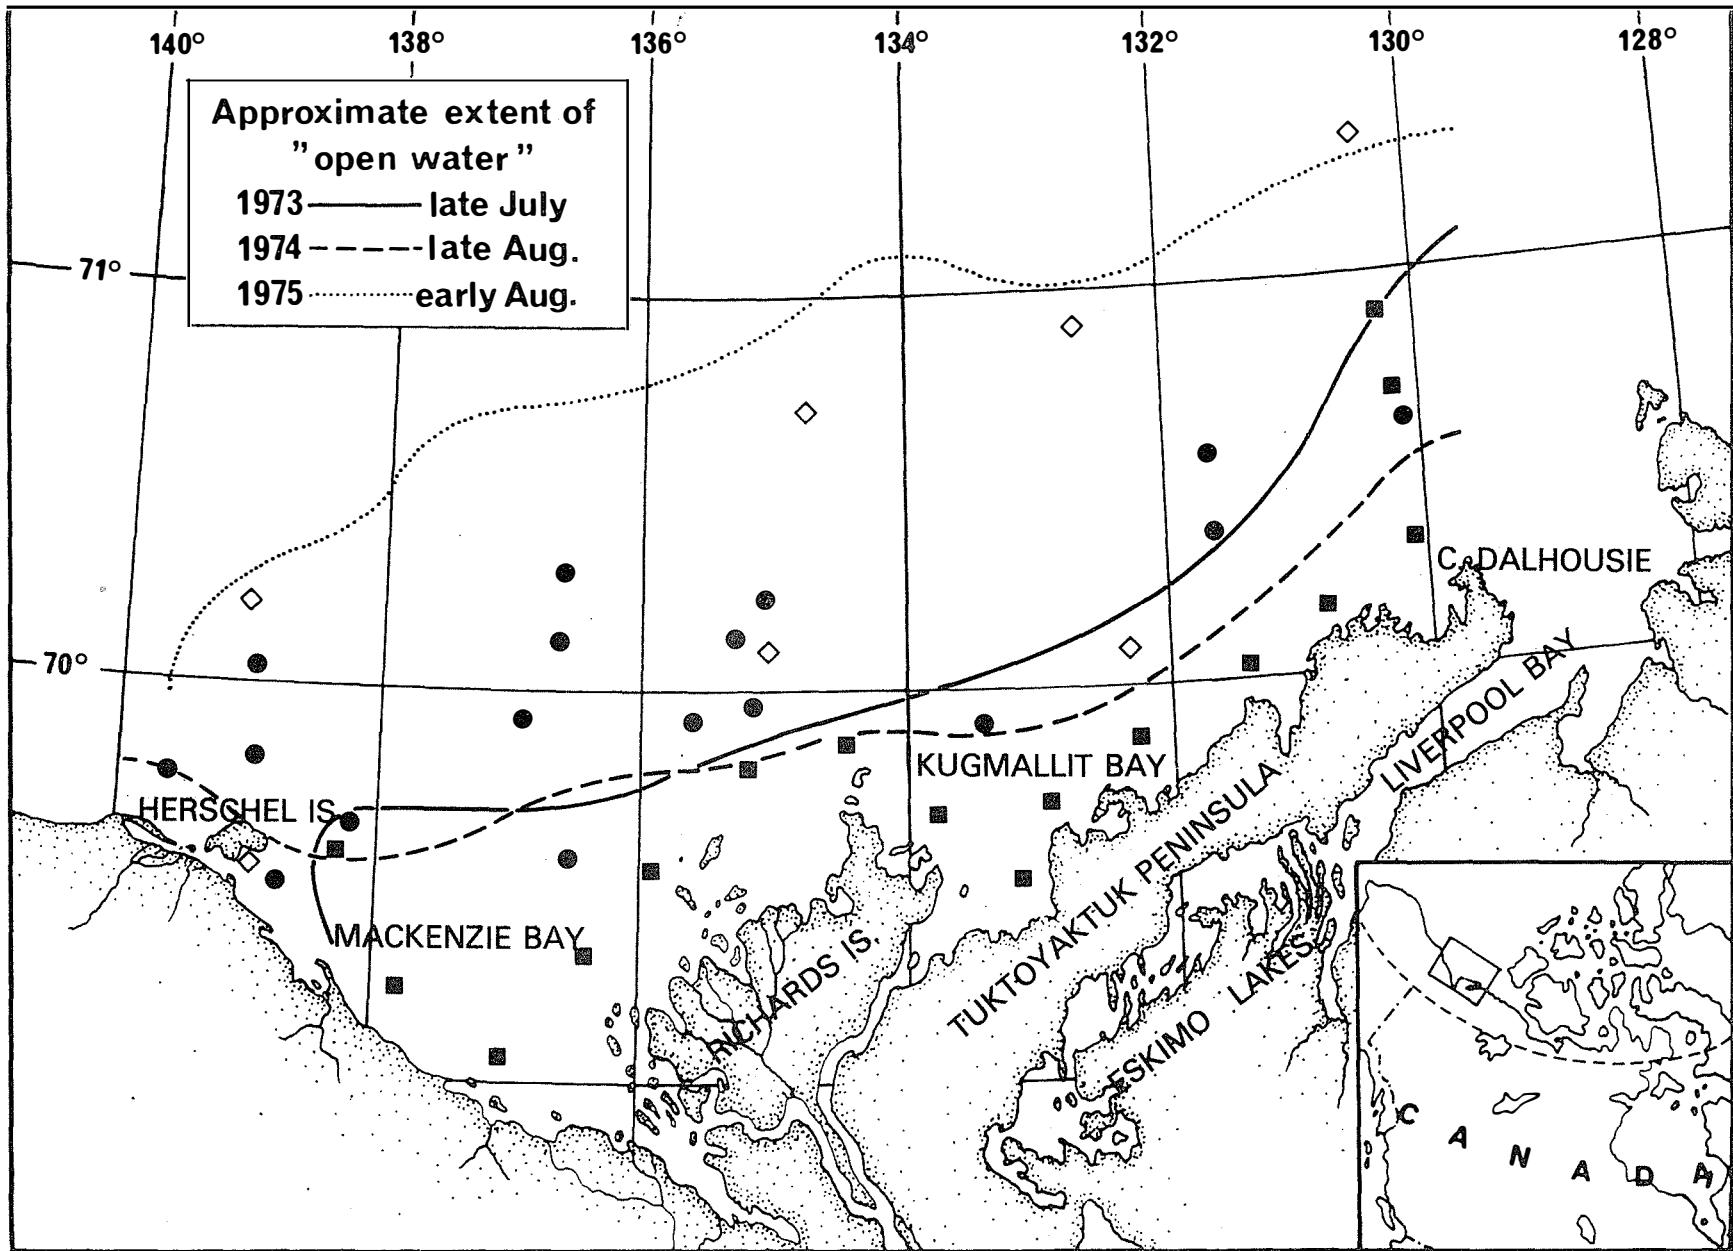 140° 138° 136° 134° 132° 130° 128°
Approximate extent of
"open water"
1973 late July
1974 late Aug.
1975 early Aug.
71°
70°
C. DALHOUSIE
LIVERPOOL BAY
KUGMALLIT BAY
HERSCHEL IS.
MACKENZIE BAY
RICHARDS IS.
TUKTOYAKTUK PENINSULA
ESKIMO LAKES
CANADA